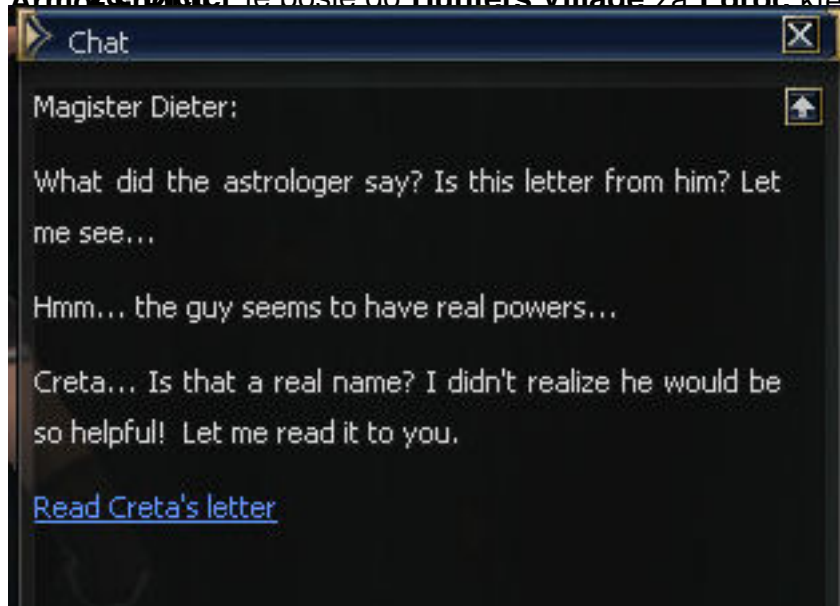 Chat
Magister Dieter:
What did the astrologer say? Is this letter from him? Let
me see...
Hmm... the guy seems to have real powers...
Creta... Is that a real name? I didn't realize he would be
so helpful! Let me read it to you.
Read Creta's letter